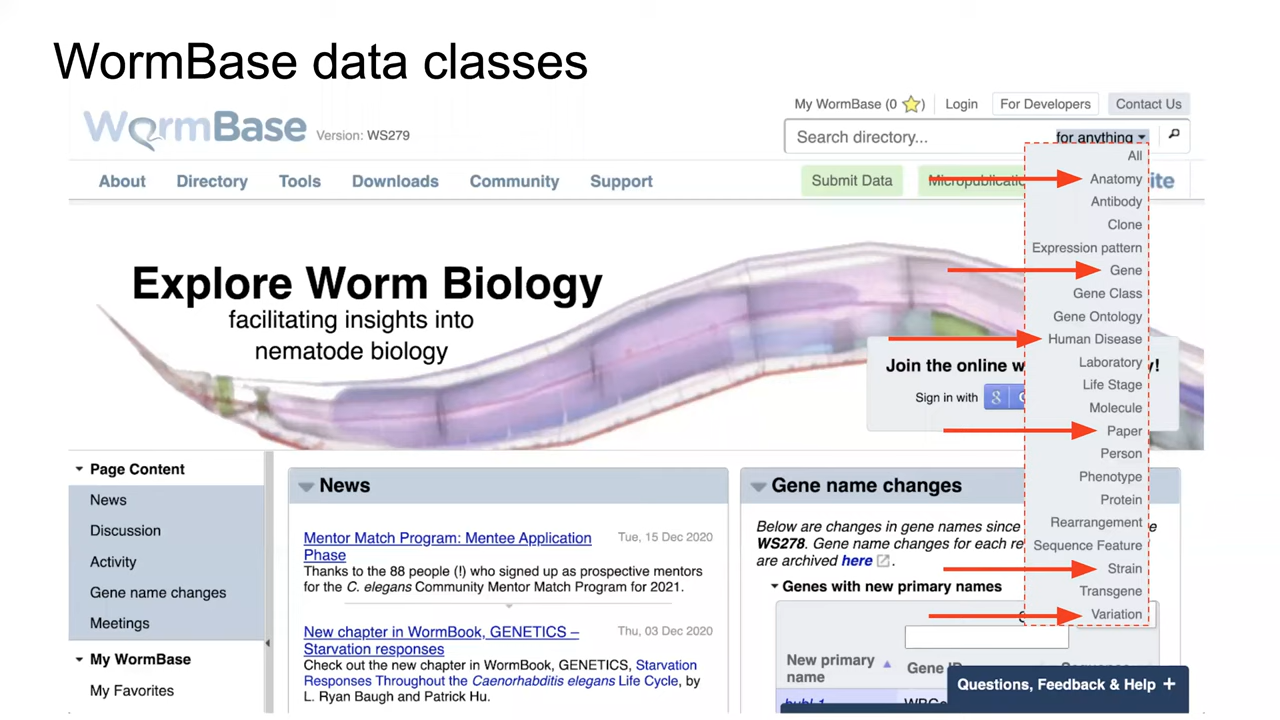 WormBase data classes
My WormBase (0 ) Login For Developers Contact Us
WormBase Version: WS279
Search directory... for anything
About Directory Tools Downloads Community Support
Submit Data
All
Anatomy
Antibody
Clone
Expression pattern
Gene
Gene Class
Gene Ontology
Human Disease
Laboratory
Life Stage
Molecule
Paper
Person
Phenotype
Protein
Rearrangement
Sequence Feature
Strain
Transgene
Variation
Explore Worm Biology
facilitating insights into
nematode biology
Join the online
Sign in with
Page Content
News
Discussion
Activity
Gene name changes
Meetings
My WormBase
My Favorites
News
Mentor Match Program: Mentee Application Tue, 15 Dec 2020
Phase
Thanks to the 88 people (!) who signed up as prospective mentors
for the C. elegans Community Mentor Match Program for 2021.
New chapter in WormBook, GENETICS – Thu, 03 Dec 2020
Starvation responses
Check out the new chapter in WormBook, GENETICS, Starvation
Responses Throughout the Caenorhabditis elegans Life Cycle, by
L. Ryan Baugh and Patrick Hu.
Gene name changes
Below are changes in gene names since
WS278. Gene name changes for each
are archived here .
Genes with new primary names
New primary
name
Gene ID
Questions, Feedback & Help +